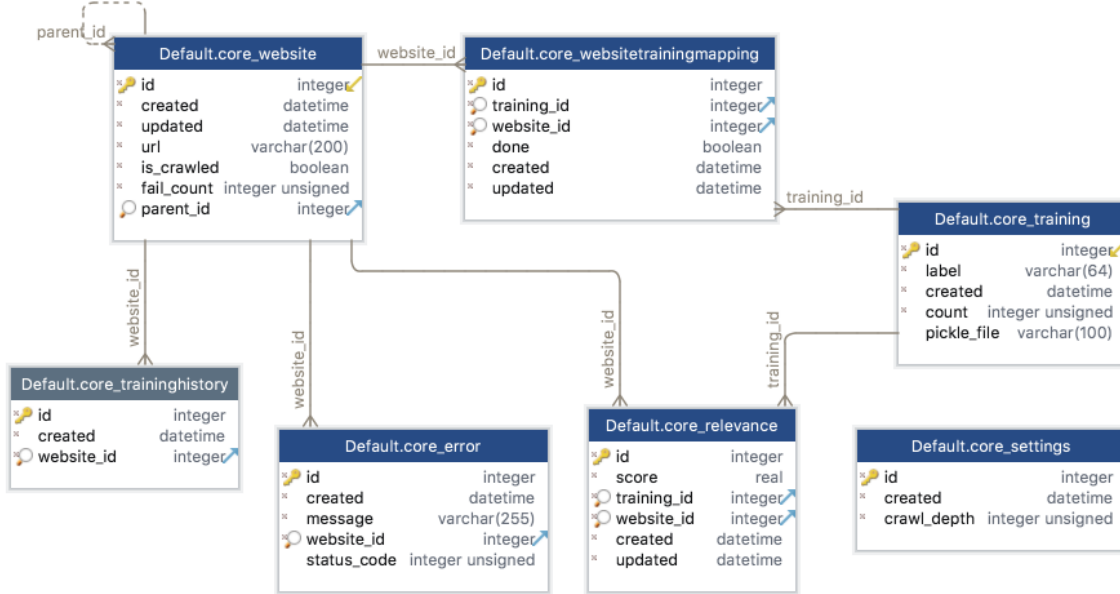 parent_id
Default.core_website
id integer
created datetime
updated datetime
url varchar(200)
is_crawled boolean
fail_count integer unsigned
parent_id integer
website_id
Default.core_websitetrainingmapping
id integer
training_id integer
website_id integer
done boolean
created datetime
updated datetime
training_id
Default.core_training
id integer
label varchar(64)
created datetime
count integer unsigned
pickle_file varchar(100)
website_id
website_id
website_id
training_id
Default.core_traininghistory
id integer
created datetime
website_id integer
Default.core_error
id integer
created datetime
message varchar(255)
website_id integer
status_code integer unsigned
Default.core_relevance
id integer
score real
training_id integer
website_id integer
created datetime
updated datetime
Default.core_settings
id integer
created datetime
crawl_depth integer unsigned